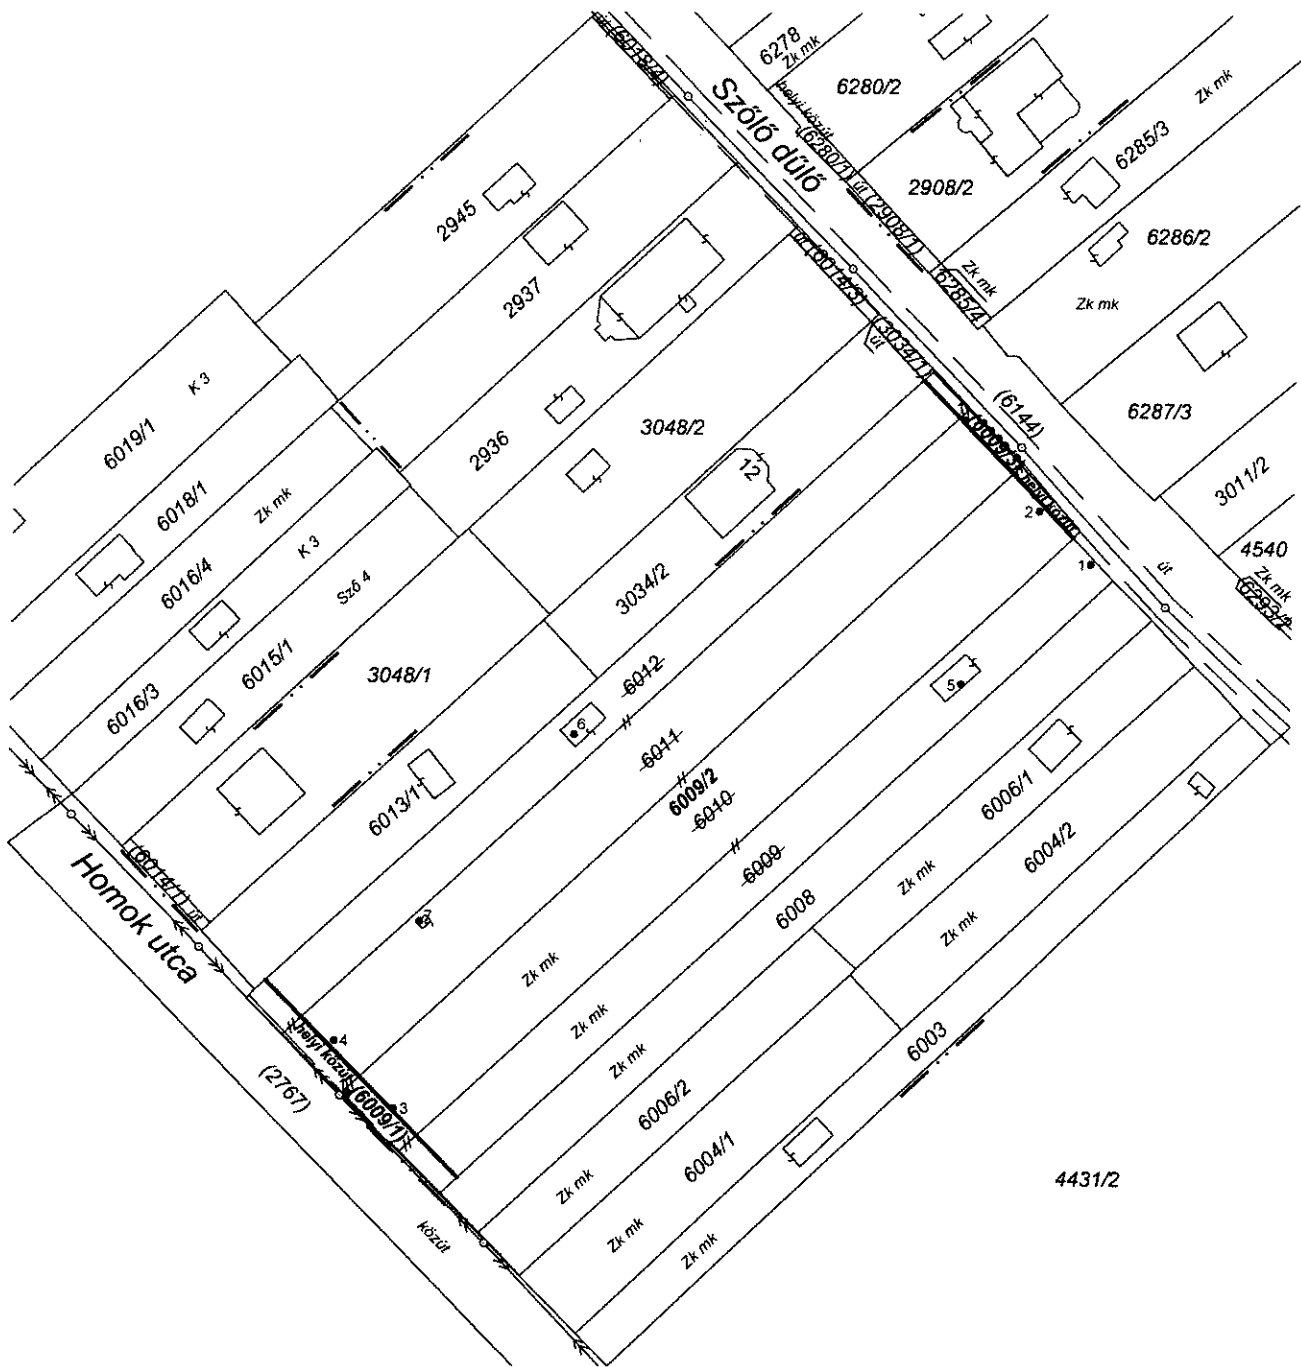 (6018/4)
6278
Zk mk
6280/2
helyi közút
(6280/1)
Szőlő dűlő
Zk mk
6285/3
2908/2
út (2908/1)
2945
6286/2
Zk mk
6285/4
Zk mk
2937
út (6014/3)
(3034/1)
út
6287/3
(6144)
K 3
6019/1
3048/2
2936
12
(6009/3) helyi közút
2
1
3011/2
4540
Zk mk
6293/2
út
6018/1
Zk mk
K 3
6016/4
Sző 4
3034/2
6015/1
3048/1
6016/3
6012
6
5
6011
6009/2
6010
6013/1
6009
6006/1
6004/2
Zk mk
6008
Zk mk
(6014/1) út
Homok utca
7
Zk mk
Zk mk
Zk mk
6003
4
helyi közút (6009/1)
3
(2767)
6006/2
6004/1
4431/2
Zk mk
Zk mk
Zk mk
közút